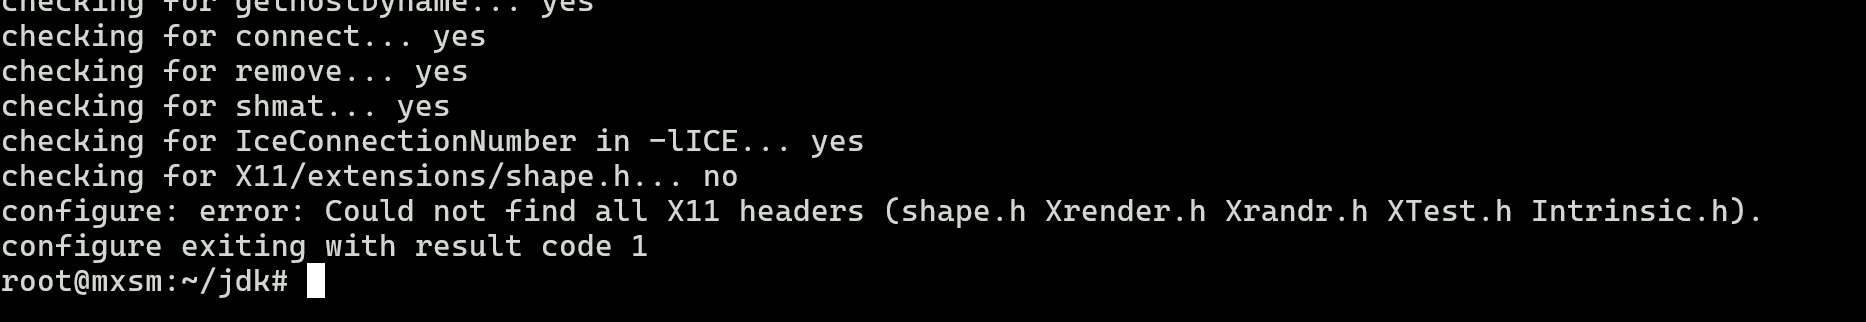 checking for gethostbyname... yes
checking for connect... yes
checking for remove... yes
checking for shmat... yes
checking for IceConnectionNumber in -lICE... yes
checking for X11/extensions/shape.h... no
configure: error: Could not find all X11 headers (shape.h Xrender.h Xrandr.h XTest.h Intrinsic.h).
configure exiting with result code 1
root@mxsm:~/jdk#